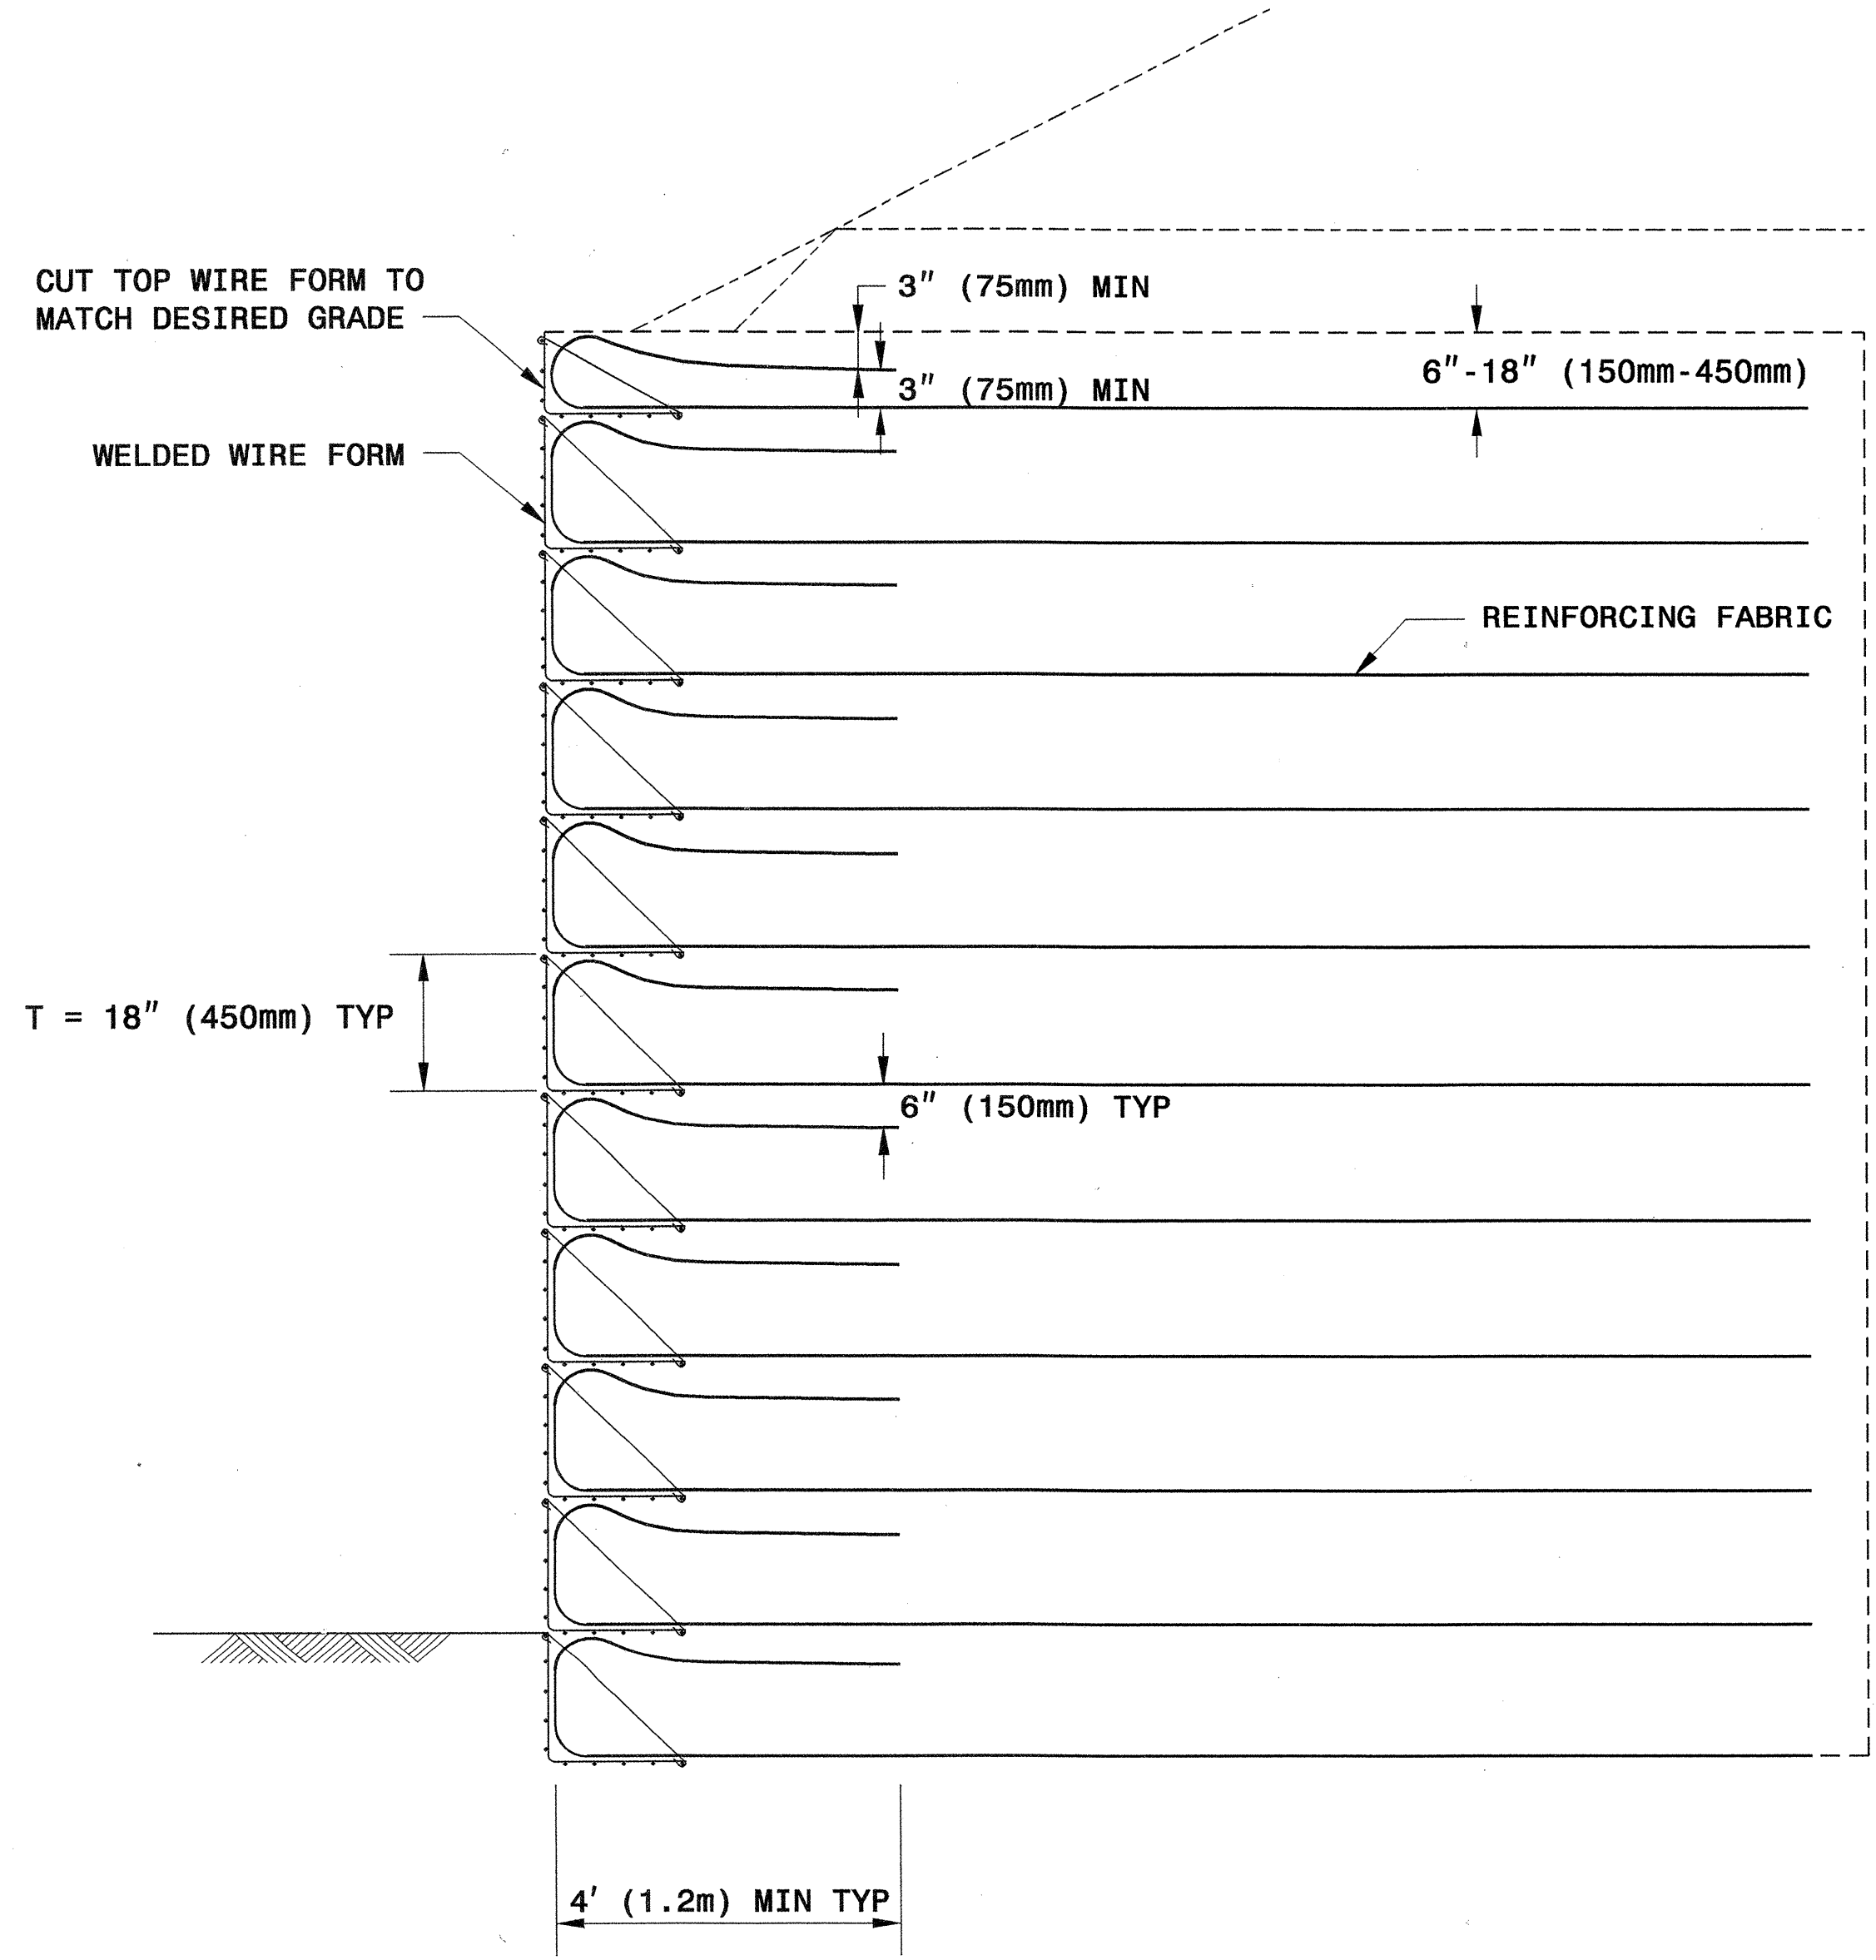 CUT TOP WIRE FORM TO
MATCH DESIRED GRADE
3" (75mm) MIN
3" (75mm) MIN
6"-18" (150mm-450mm)
WELDED WIRE FORM
REINFORCING FABRIC
T = 18" (450mm) TYP
6" (150mm) TYP
4' (1.2m) MIN TYP